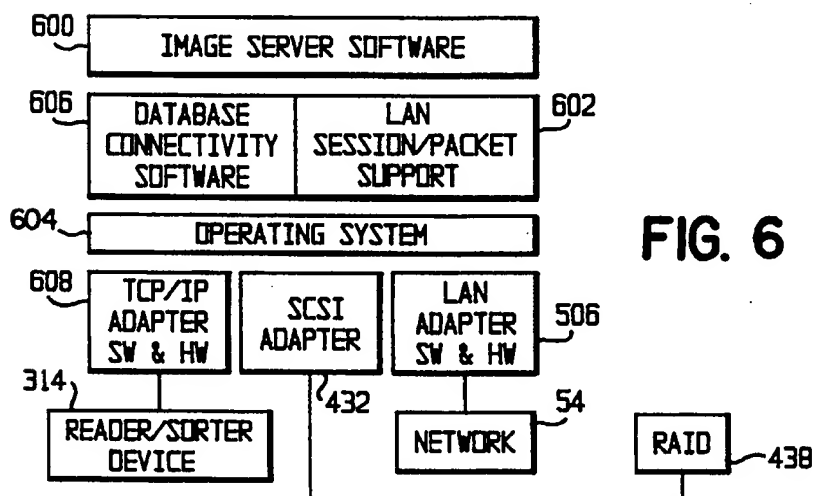 600
IMAGE SERVER SOFTWARE
606
DATABASE
CONNECTIVITY
SOFTWARE
LAN
SESSION/PACKET
SUPPORT
602
604
OPERATING SYSTEM
FIG. 6
608
TCP/IP
ADAPTER
SW & HW
SCSI
ADAPTER
432
LAN
ADAPTER
SW & HW
506
314
READER/SORTER
DEVICE
NETWORK
54
RAID
438